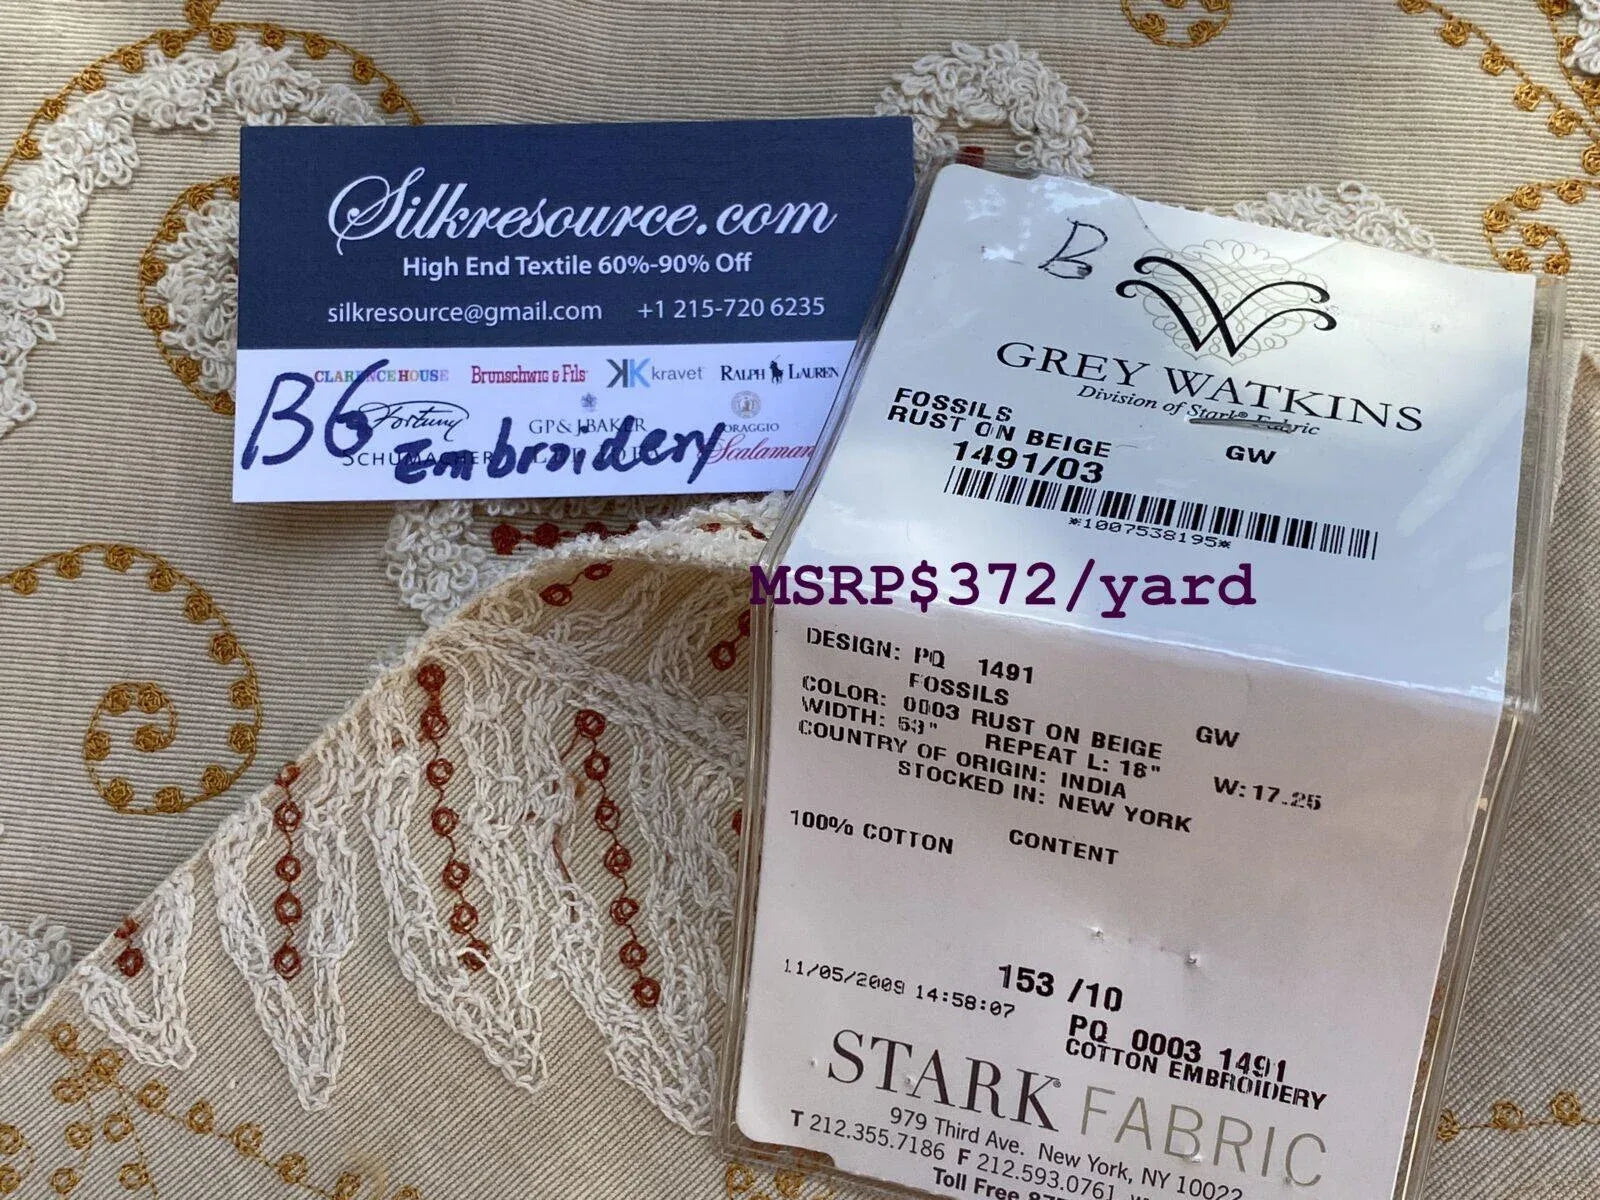 Silkresource.com
High End Textile 60%-90% Off
silkresource@gmail.com +1 215-720 6235
CLARENCE HOUSE BRUNSCHWIG & FILS kravet RALPH LAUREN
Fortuny GP&JBAKER
SCHUMACHER Scalaman
B6 Embroidery
B
GREY WATKINS
Division of Stark® Fabric
FOSSILS
RUST ON BEIGE GW
1491/03
*1007538195*
MSRP$372/yard
DESIGN: PQ 1491
FOSSILS
COLOR: 0003 RUST ON BEIGE GW
WIDTH: 53" REPEAT L: 18" W:17.25
COUNTRY OF ORIGIN: INDIA
STOCKED IN: NEW YORK
100% COTTON CONTENT
11/05/2009 14:58:07 153 /10
PQ 0003 1491
COTTON EMBROIDERY
STARK FABRIC
979 Third Ave. New York, NY 10022
T 212.355.7186 F 212.593.0761
Toll Free